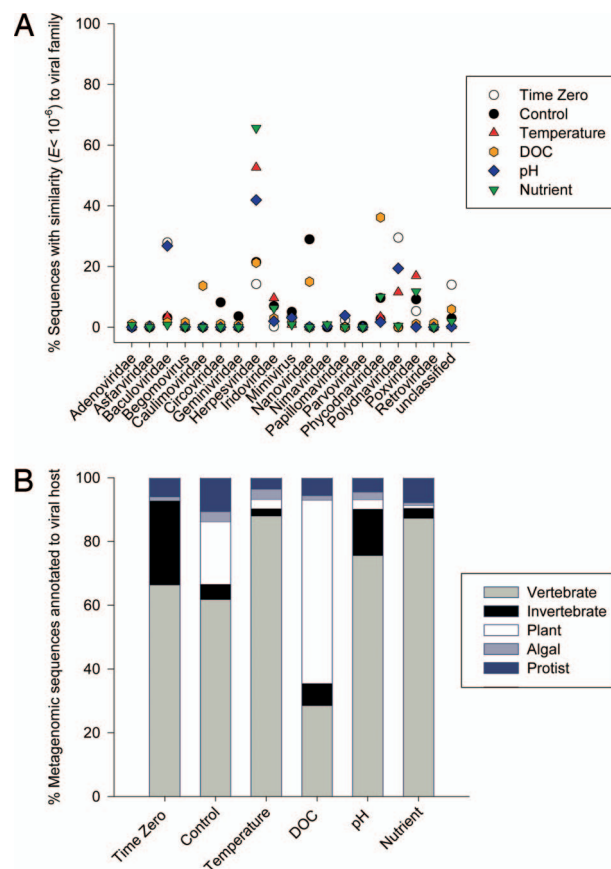 A
% Sequences with similarity (E< 10⁻⁶) to viral family
100
80
60
40
20
0
Adenoviridae
Asfarviridae
Baculoviridae
Begomovirus
Caulimoviridae
Circoviridae
Geminiviridae
Herpesviridae
Iridoviridae
Mimivirus
Nanoviridae
Nimaviridae
Papillomaviridae
Parvoviridae
Phycodnaviridae
Polydnaviridae
Poxviridae
Retroviridae
unclassified
Time Zero
Control
Temperature
DOC
pH
Nutrient
B
% Metagenomic sequences annotated to viral host
100
80
60
40
20
0
Time Zero
Control
Temperature
DOC
pH
Nutrient
Vertebrate
Invertebrate
Plant
Algal
Protist